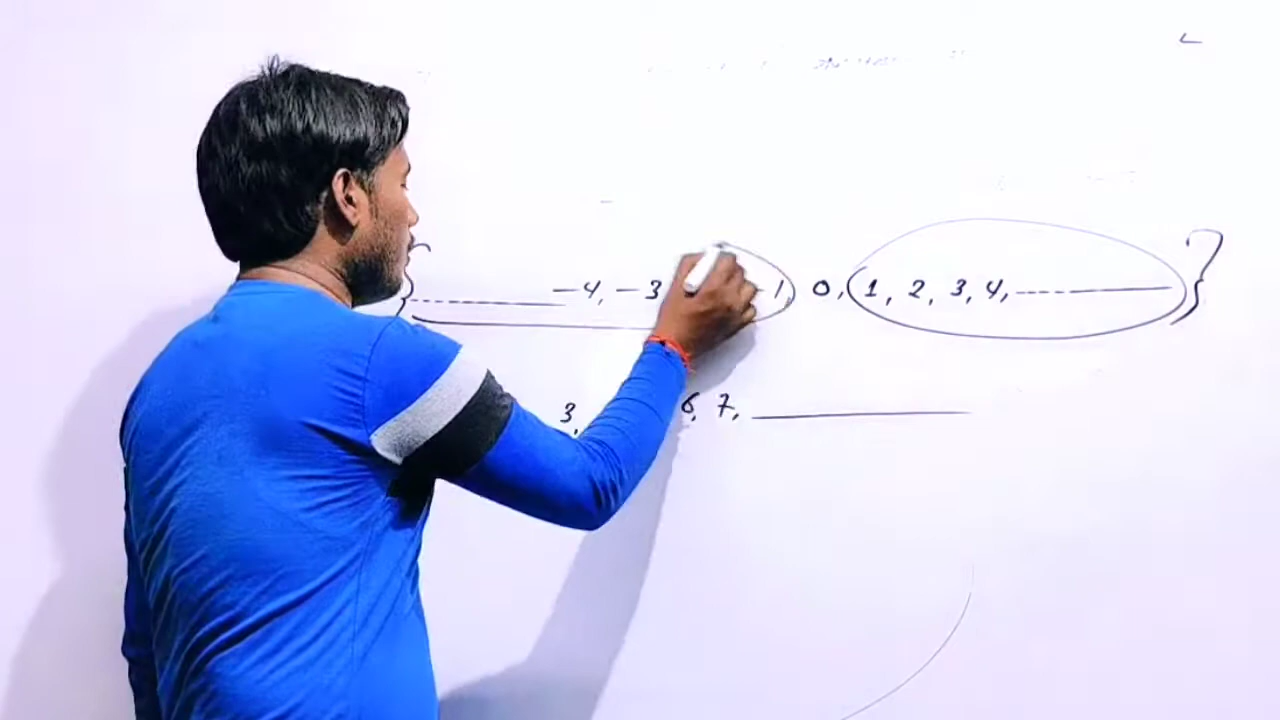 { --------- -4, -3 - 1, 0, 1, 2, 3, 4, --------- }
3, 6, 7, ---------